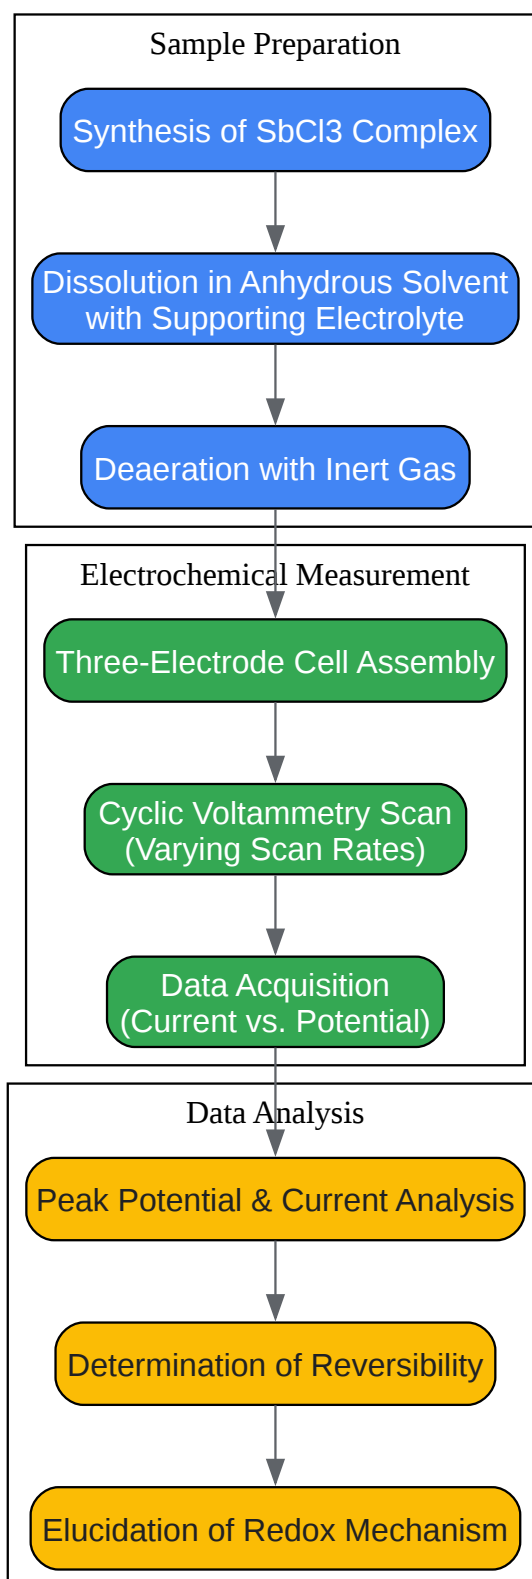 Sample Preparation
Synthesis of SbCl3 Complex
Dissolution in Anhydrous Solvent
with Supporting Electrolyte
Deaeration with Inert Gas
Electrochemical Measurement
Three-Electrode Cell Assembly
Cyclic Voltammetry Scan
(Varying Scan Rates)
Data Acquisition
(Current vs. Potential)
Data Analysis
Peak Potential & Current Analysis
Determination of Reversibility
Elucidation of Redox Mechanism